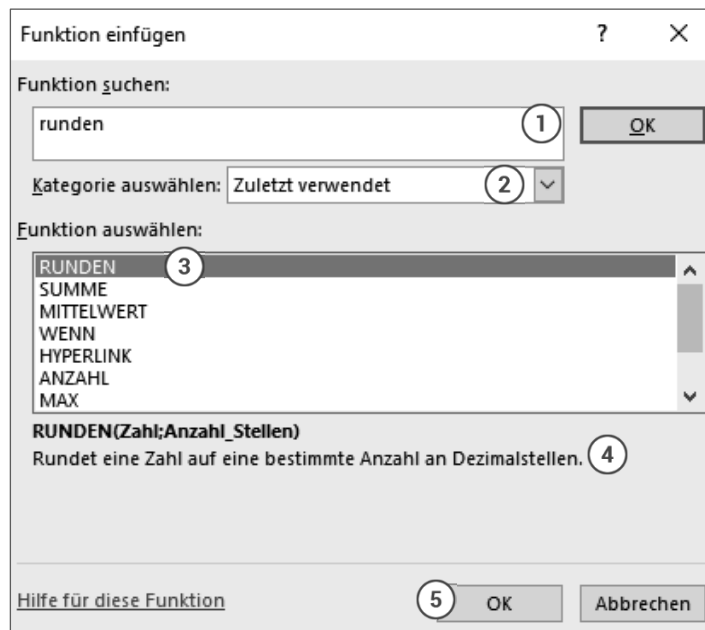 Funktion einfügen ? ×
Funktion suchen:
runden 1 OK
Kategorie auswählen: Zuletzt verwendet 2
Funktion auswählen:
RUNDEN 3
SUMME
MITTELWERT
WENN
HYPERLINK
ANZAHL
MAX
RUNDEN(Zahl;Anzahl_Stellen)
Rundet eine Zahl auf eine bestimmte Anzahl an Dezimalstellen. 4
Hilfe für diese Funktion 5 OK Abbrechen